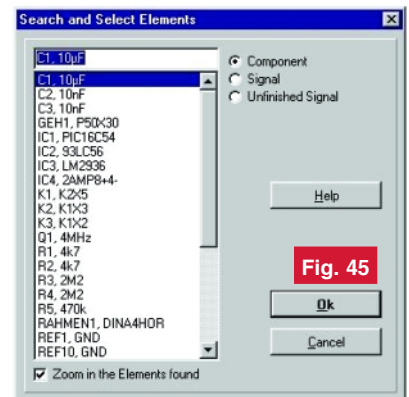 Search and Select Elements
C1, 10µF
Component
Signal
Unfinished Signal
C1, 10µF
C2, 10nF
C3, 10nF
GEH1, P50X30
IC1, PIC16C54
IC2, 93LC56
IC3, LM2936
IC4, 2AMP8+4-
K1, K2X5
K2, K1X3
K3, K1X2
Q1, 4MHz
R1, 4k7
R2, 4k7
R3, 2M2
R4, 2M2
R5, 470k
RAHMEN1, DINA4HOR
REF1, GND
REF10, GND
Help
Fig. 45
Ok
Cancel
Zoom in the Elements found